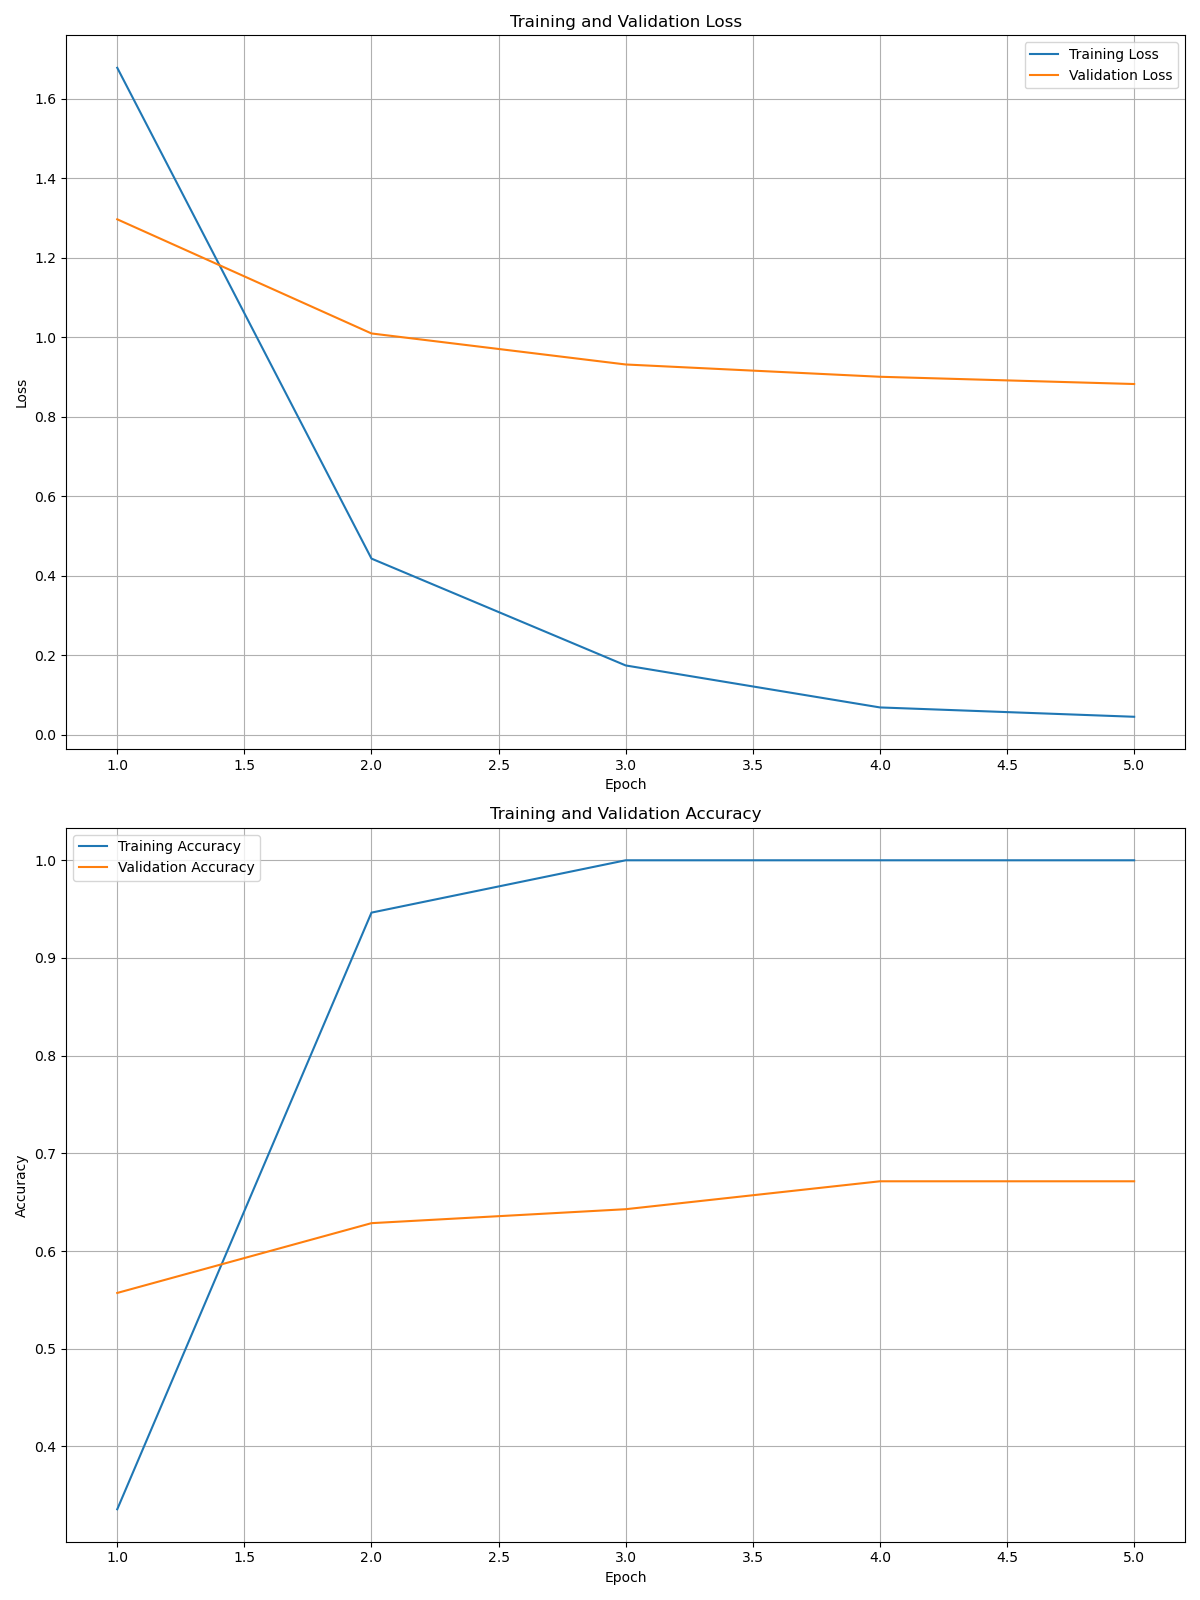 Training and Validation Loss
Training Loss
Validation Loss
1.6
1.4
1.2
1.0
0.8
0.6
0.4
0.2
0.0
Loss
1.0 1.5 2.0 2.5 3.0 3.5 4.0 4.5 5.0
Epoch
Training and Validation Accuracy
Training Accuracy
Validation Accuracy
1.0
0.9
0.8
0.7
0.6
0.5
0.4
Accuracy
1.0 1.5 2.0 2.5 3.0 3.5 4.0 4.5 5.0
Epoch